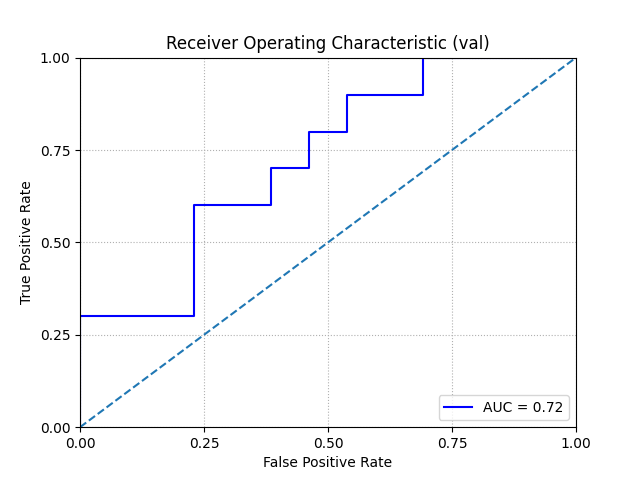 Receiver Operating Characteristic (val)
1.00
0.75
0.50
0.25
0.00
True Positive Rate
AUC = 0.72
0.00 0.25 0.50 0.75 1.00
False Positive Rate